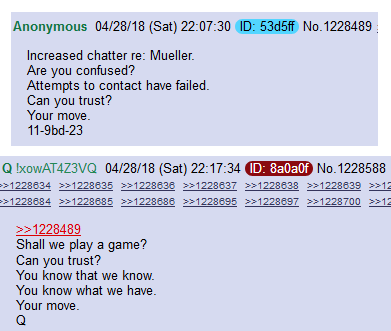 Anonymous 04/28/18 (Sat) 22:07:30 ID: 53d5ff No.1228489
Increased chatter re: Mueller.
Are you confused?
Attempts to contact have failed.
Can you trust?
Your move.
11-9bd-23
Q !xowAT4Z3VQ 04/28/18 (Sat) 22:17:34 ID: 8a0a0f No.1228588
>>1228634 >>1228635 >>1228636 >>1228637 >>1228638 >>1228639 >>12
>>1228684 >>1228685 >>1228686 >>1228695 >>1228697 >>1228700 >>12
>>1228489
Shall we play a game?
Can you trust?
You know that we know.
You know what we have.
Your move.
Q